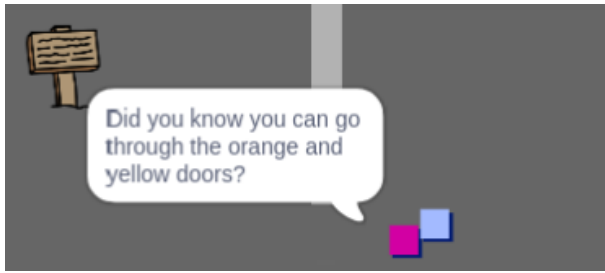 Did you know you can go
through the orange and
yellow doors?